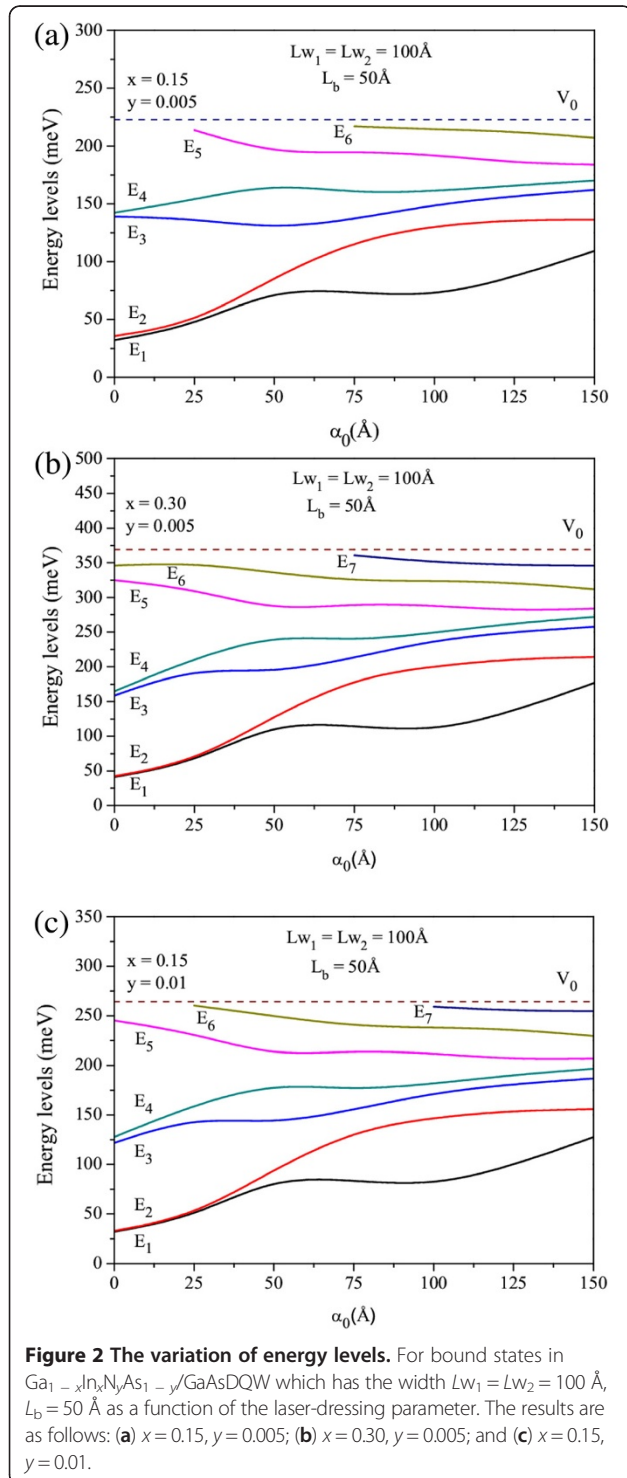 (a)
300
250
200
150
100
50
0
Energy levels (meV)
Lw₁ = Lw₂ = 100Å
L_b = 50Å
x = 0.15
y = 0.005
V₀
E₅
E₆
E₄
E₃
E₂
E₁
0 25 50 75 100 125 150
α₀(Å)
(b)
500
450
400
350
300
250
200
150
100
50
0
Energy levels (meV)
Lw₁ = Lw₂ = 100Å
L_b = 50Å
x = 0.30
y = 0.005
V₀
E₇
E₆
E₅
E₄
E₃
E₂
E₁
0 25 50 75 100 125 150
α₀(Å)
(c)
350
300
250
200
150
100
50
0
Energy levels (meV)
Lw₁ = Lw₂ = 100Å
L_b = 50Å
x = 0.15
y = 0.01
V₀
E₇
E₆
E₅
E₄
E₃
E₂
E₁
0 25 50 75 100 125 150
α₀(Å)
Figure 2 The variation of energy levels. For bound states in
Ga₁ ₋ ₓInₓNyAs₁ ₋ y/GaAsDQW which has the width Lw₁ = Lw₂ = 100 Å,
L_b = 50 Å as a function of the laser-dressing parameter. The results are
as follows: (a) x = 0.15, y = 0.005; (b) x = 0.30, y = 0.005; and (c) x = 0.15,
y = 0.01.